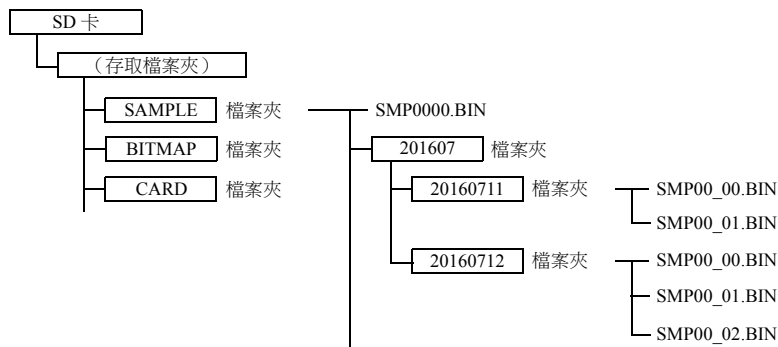 SD 卡
（存取檔案夾）
SAMPLE 檔案夾 SMP0000.BIN
BITMAP 檔案夾 201607 檔案夾
CARD 檔案夾 20160711 檔案夾 SMP00_00.BIN
SMP00_01.BIN
20160712 檔案夾 SMP00_00.BIN
SMP00_01.BIN
SMP00_02.BIN